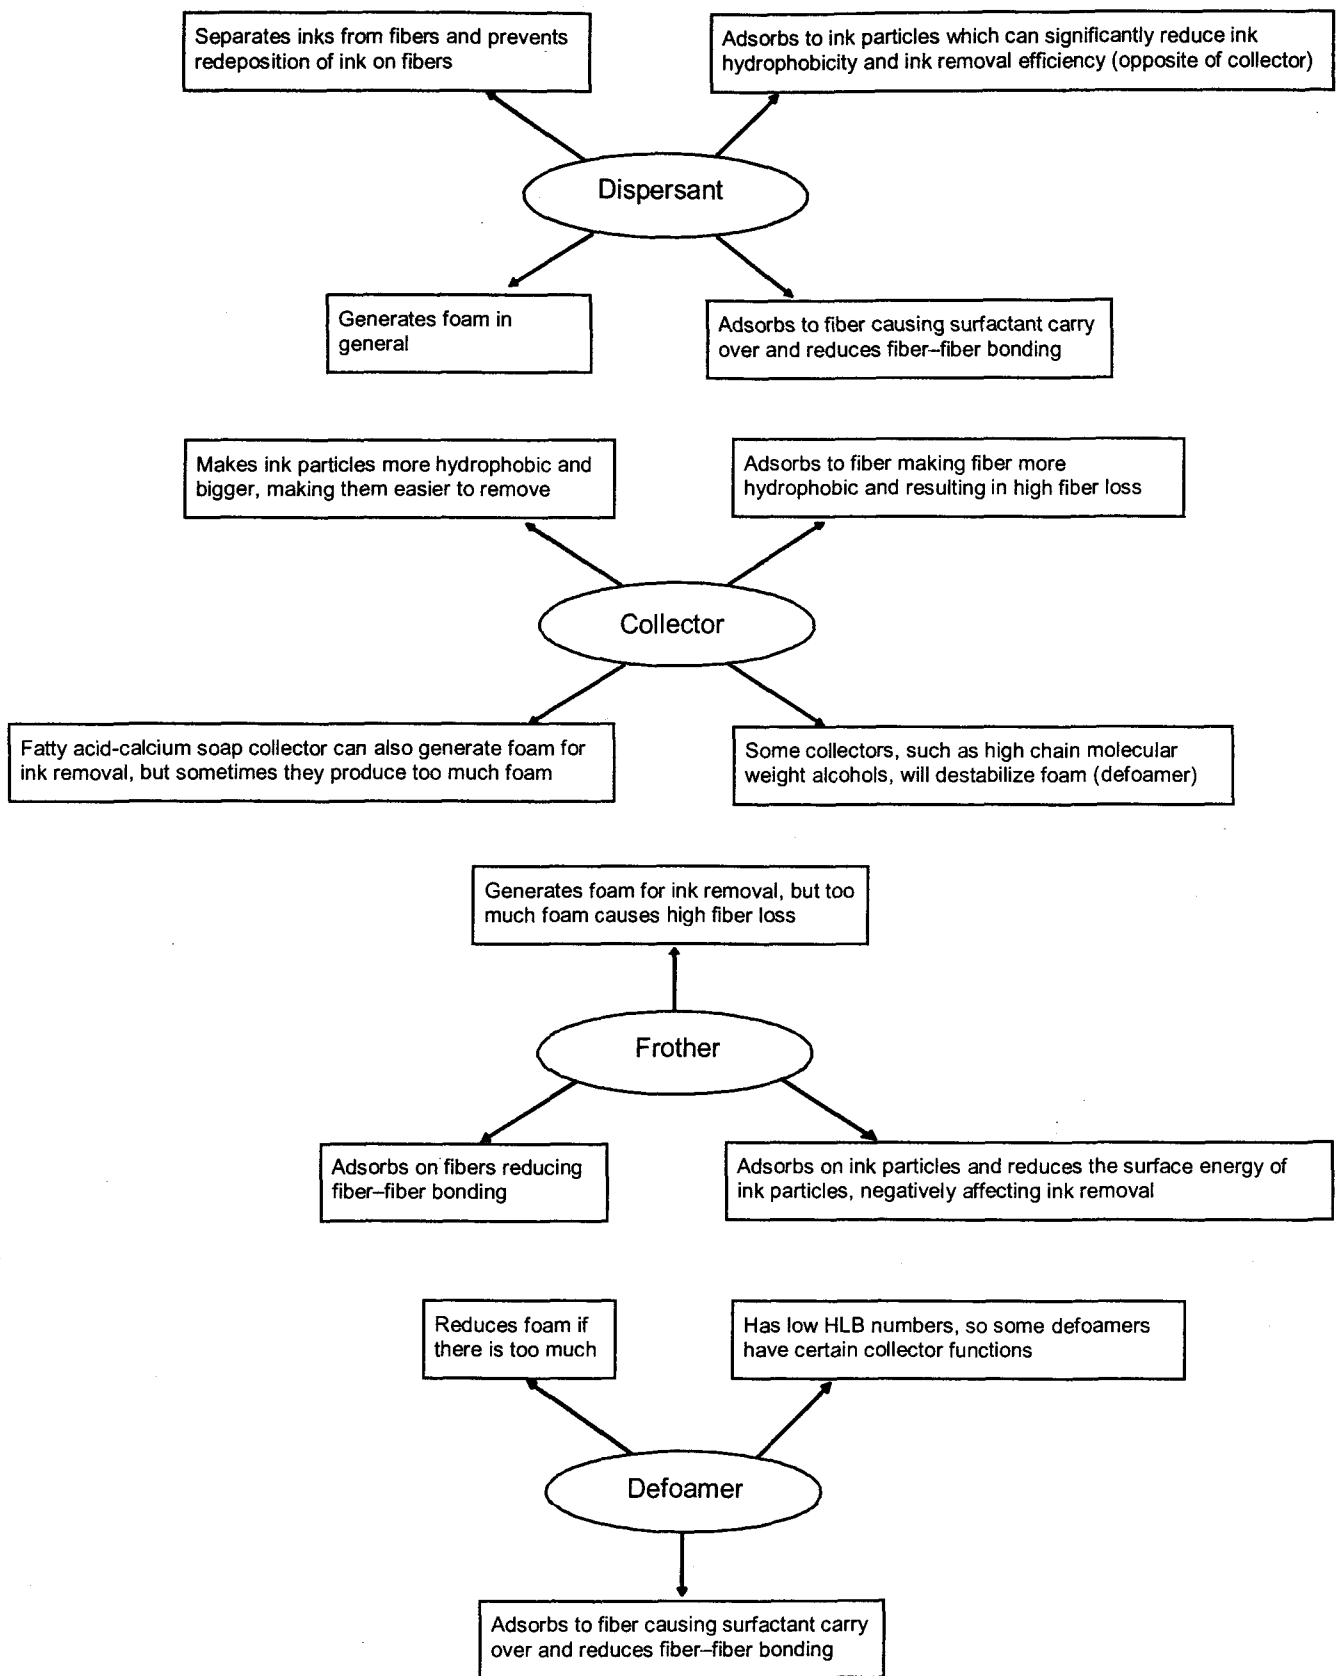 Separates inks from fibers and prevents
redeposition of ink on fibers
Adsorbs to ink particles which can significantly reduce ink
hydrophobicity and ink removal efficiency (opposite of collector)
Dispersant
Generates foam in
general
Adsorbs to fiber causing surfactant carry
over and reduces fiber–fiber bonding
Makes ink particles more hydrophobic and
bigger, making them easier to remove
Adsorbs to fiber making fiber more
hydrophobic and resulting in high fiber loss
Collector
Fatty acid-calcium soap collector can also generate foam for
ink removal, but sometimes they produce too much foam
Some collectors, such as high chain molecular
weight alcohols, will destabilize foam (defoamer)
Generates foam for ink removal, but too
much foam causes high fiber loss
Frother
Adsorbs on fibers reducing
fiber–fiber bonding
Adsorbs on ink particles and reduces the surface energy of
ink particles, negatively affecting ink removal
Reduces foam if
there is too much
Has low HLB numbers, so some defoamers
have certain collector functions
Defoamer
Adsorbs to fiber causing surfactant carry
over and reduces fiber–fiber bonding